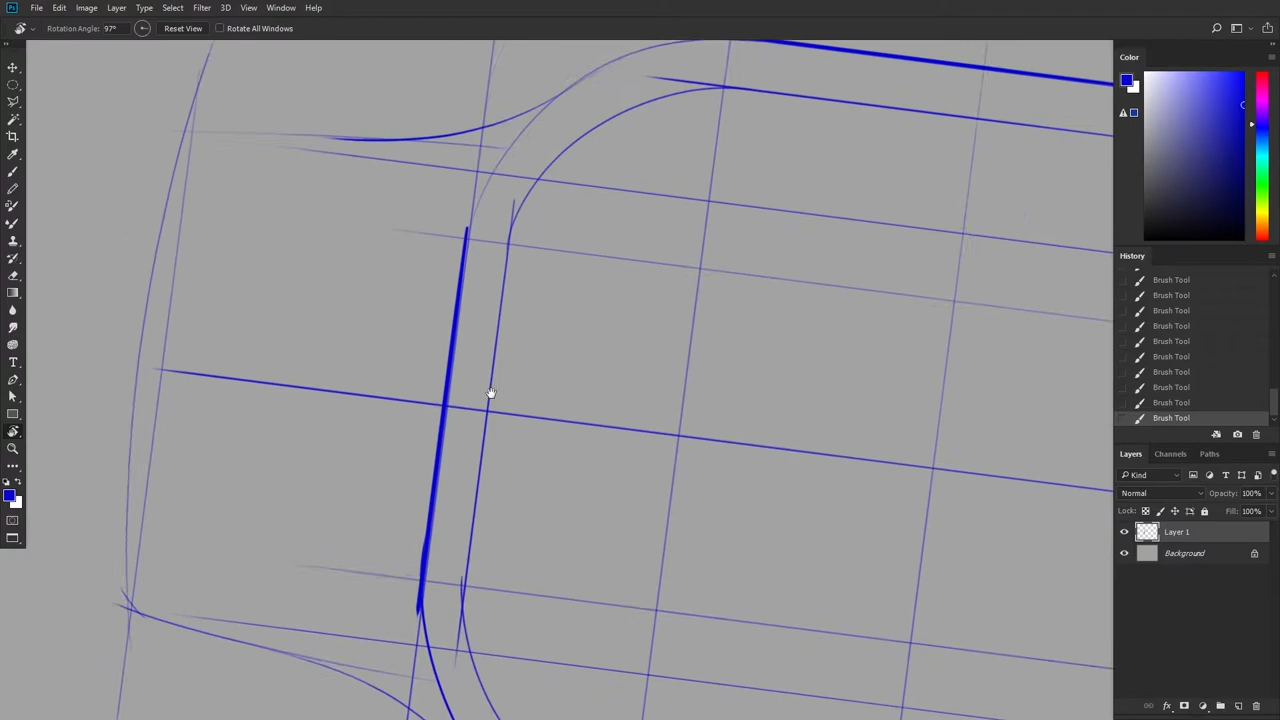 Ps File Edit Image Layer Type Select Filter 3D View Window Help
Rotation Angle: 97° Reset View Rotate All Windows
Color
History
Brush Tool
Brush Tool
Brush Tool
Brush Tool
Brush Tool
Brush Tool
Brush Tool
Brush Tool
Brush Tool
Brush Tool
Layers Channels Paths
Kind
Normal Opacity: 100%
Lock: Fill: 100%
Layer 1
Background